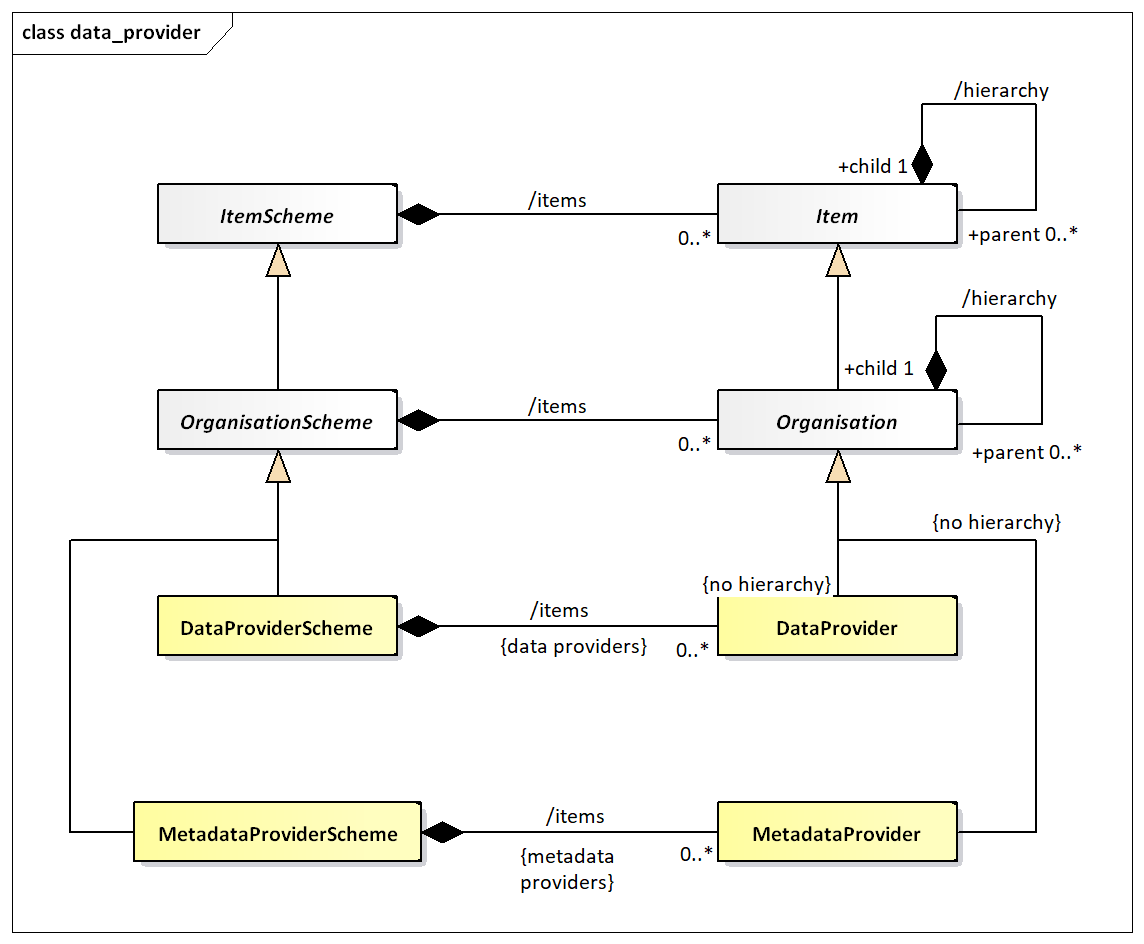 class data_provider
/hierarchy
+child 1
ItemScheme
/items
0..*
Item
+parent 0..*
/hierarchy
+child 1
OrganisationScheme
/items
0..*
Organisation
+parent 0..*
{no hierarchy}
{no hierarchy}
DataProviderScheme
/items
{data providers}
0..*
DataProvider
MetadataProviderScheme
/items
{metadata
providers}
0..*
MetadataProvider